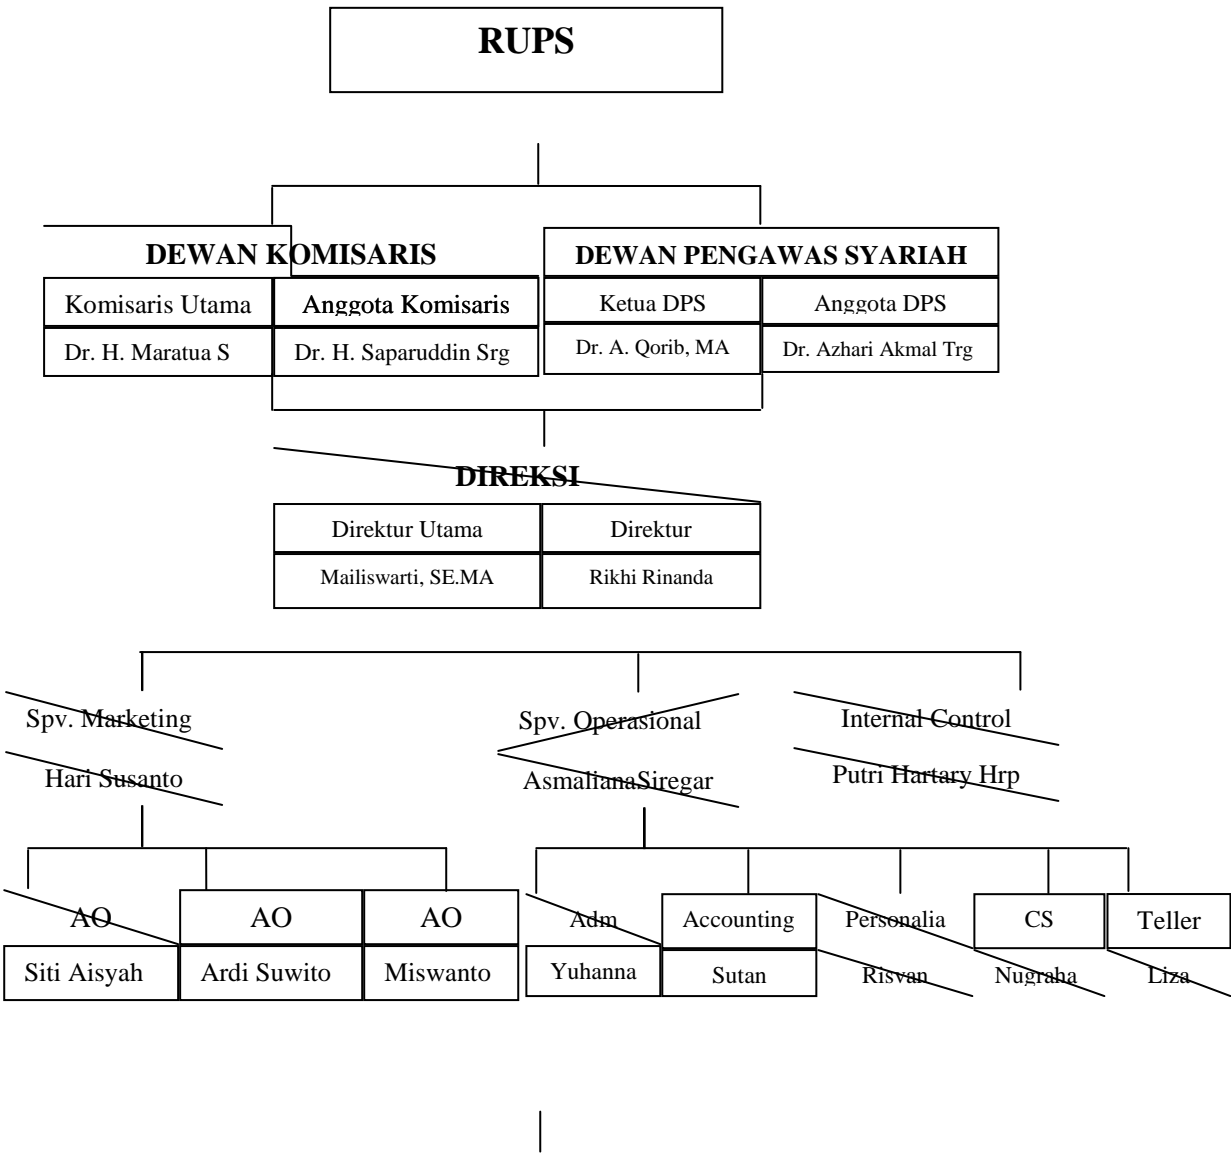 RUPS
DEWAN KOMISARIS
DEWAN PENGAWAS SYARIAH
Komisaris Utama
Anggota Komisaris
Ketua DPS
Anggota DPS
Dr. H. Maratua S
Dr. H. Saparuddin Srg
Dr. A. Qorib, MA
Dr. Azhari Akmal Trg
DIREKSI
Direktur Utama
Direktur
Mailiswarti, SE.MA
Rikhi Rinanda
Spv. Marketing
Spv. Operasional
Internal Control
Hari Susanto
AsmalianaSiregar
Putri Hartary Hrp
AO
AO
AO
Adm
Accounting
Personalia
CS
Teller
Siti Aisyah
Ardi Suwito
Miswanto
Yuhanna
Sutan
Risvan
Nugraha
Liza